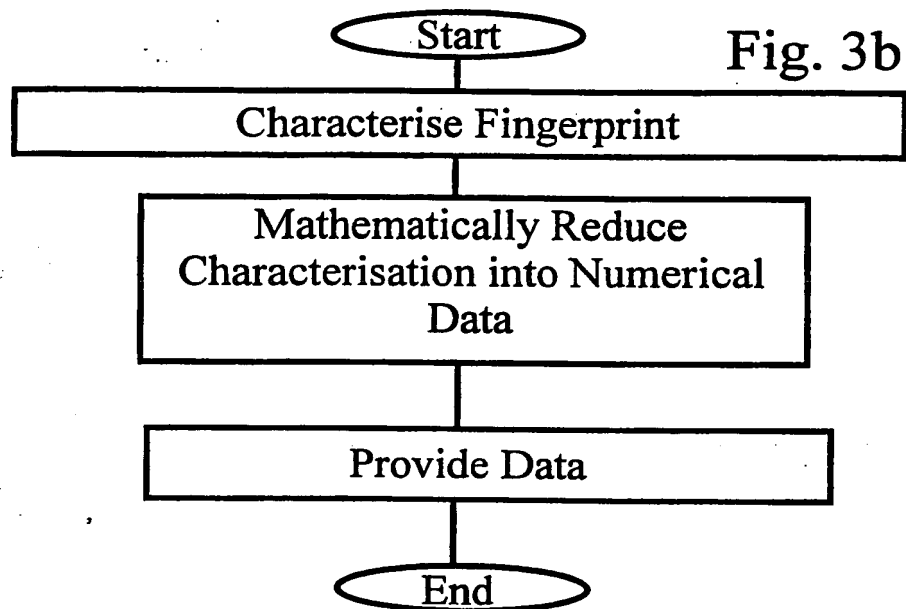 Start
Fig. 3b
Characterise Fingerprint
Mathematically Reduce
Characterisation into Numerical
Data
Provide Data
End